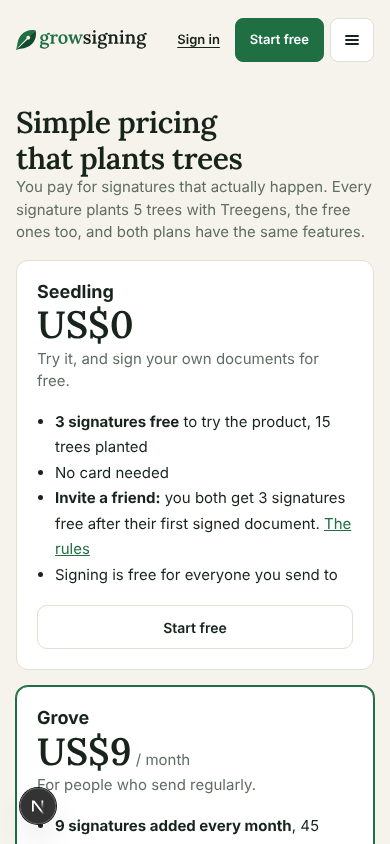 growsigning
Sign in
Start free
Simple pricing
that plants trees
You pay for signatures that actually happen. Every
signature plants 5 trees with Treegens, the free
ones too, and both plans have the same features.
Seedling
US$0
Try it, and sign your own documents for
free.
• 3 signatures free to try the product, 15
trees planted
• No card needed
• Invite a friend: you both get 3 signatures
free after their first signed document. The
rules
• Signing is free for everyone you send to
Start free
Grove
US$9 / month
For people who send regularly.
N
• 9 signatures added every month, 45